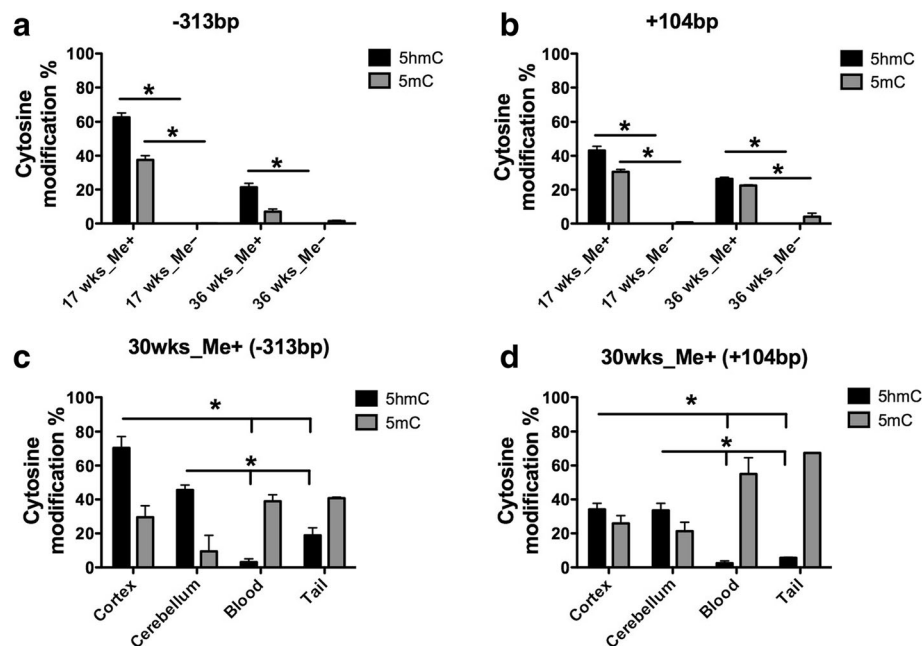 a
-313bp
Cytosine
modification %
100
80
60
40
20
0
*
*
*
5hmC
5mC
17 wks_Me+
17 wks_Me−
36 wks_Me+
36 wks_Me−
b
+104bp
Cytosine
modification %
100
80
60
40
20
0
*
*
*
*
5hmC
5mC
17 wks_Me+
17 wks_Me−
36 wks_Me+
36 wks_Me−
c
30wks_Me+ (-313bp)
Cytosine
modification %
100
80
60
40
20
0
*
*
5hmC
5mC
Cortex
Cerebellum
Blood
Tail
d
30wks_Me+ (+104bp)
Cytosine
modification %
100
80
60
40
20
0
*
*
5hmC
5mC
Cortex
Cerebellum
Blood
Tail